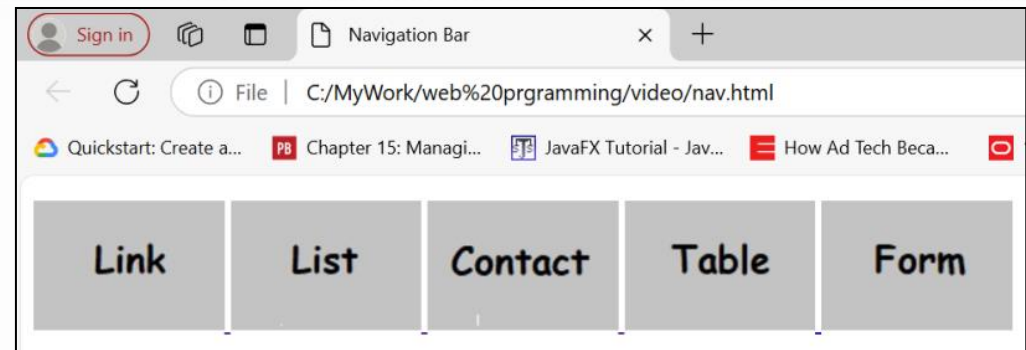 Sign in Navigation Bar
File | C:/MyWork/web%20prgramming/video/nav.html
Quickstart: Create a... PB Chapter 15: Managi... JavaFX Tutorial - Jav... How Ad Tech Beca...
Link List Contact Table Form